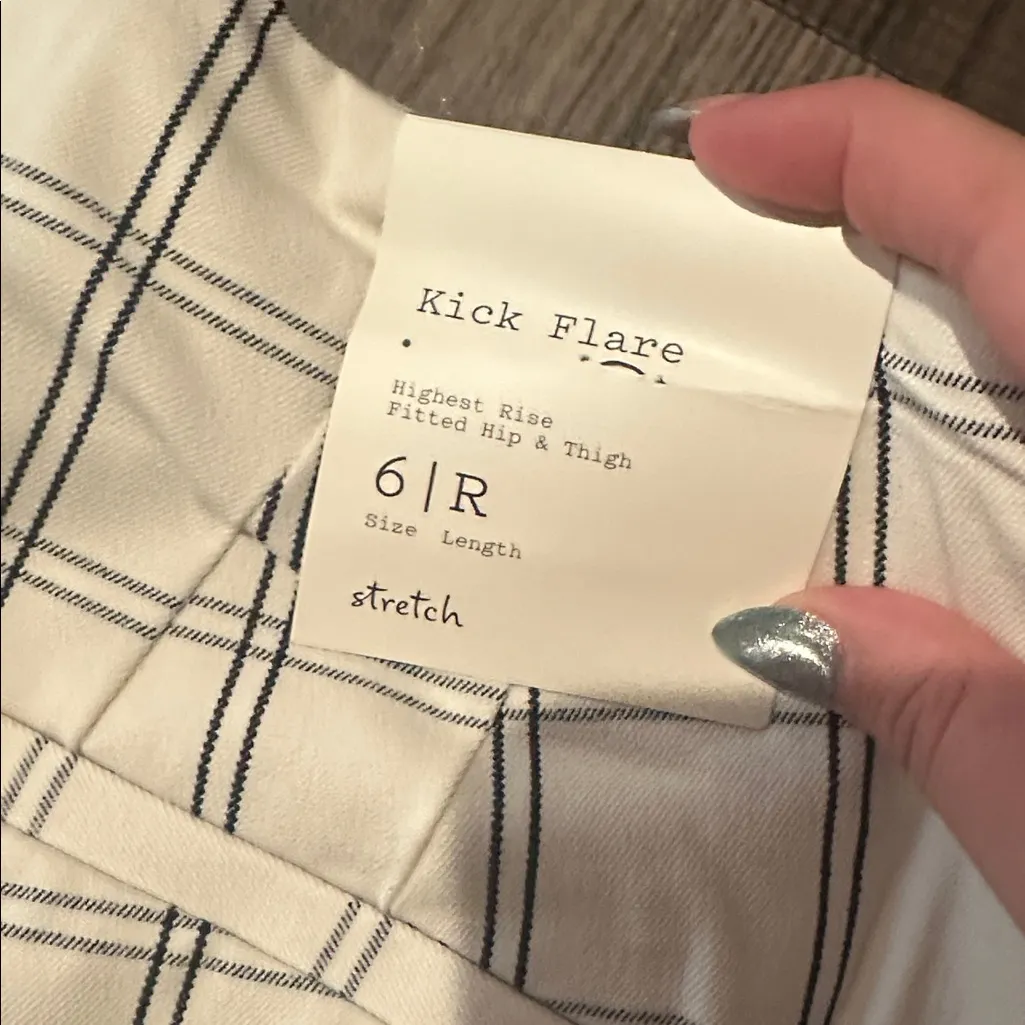 Kick Flare
Highest Rise
Fitted Hip & Thigh
6|R
Size Length
stretch